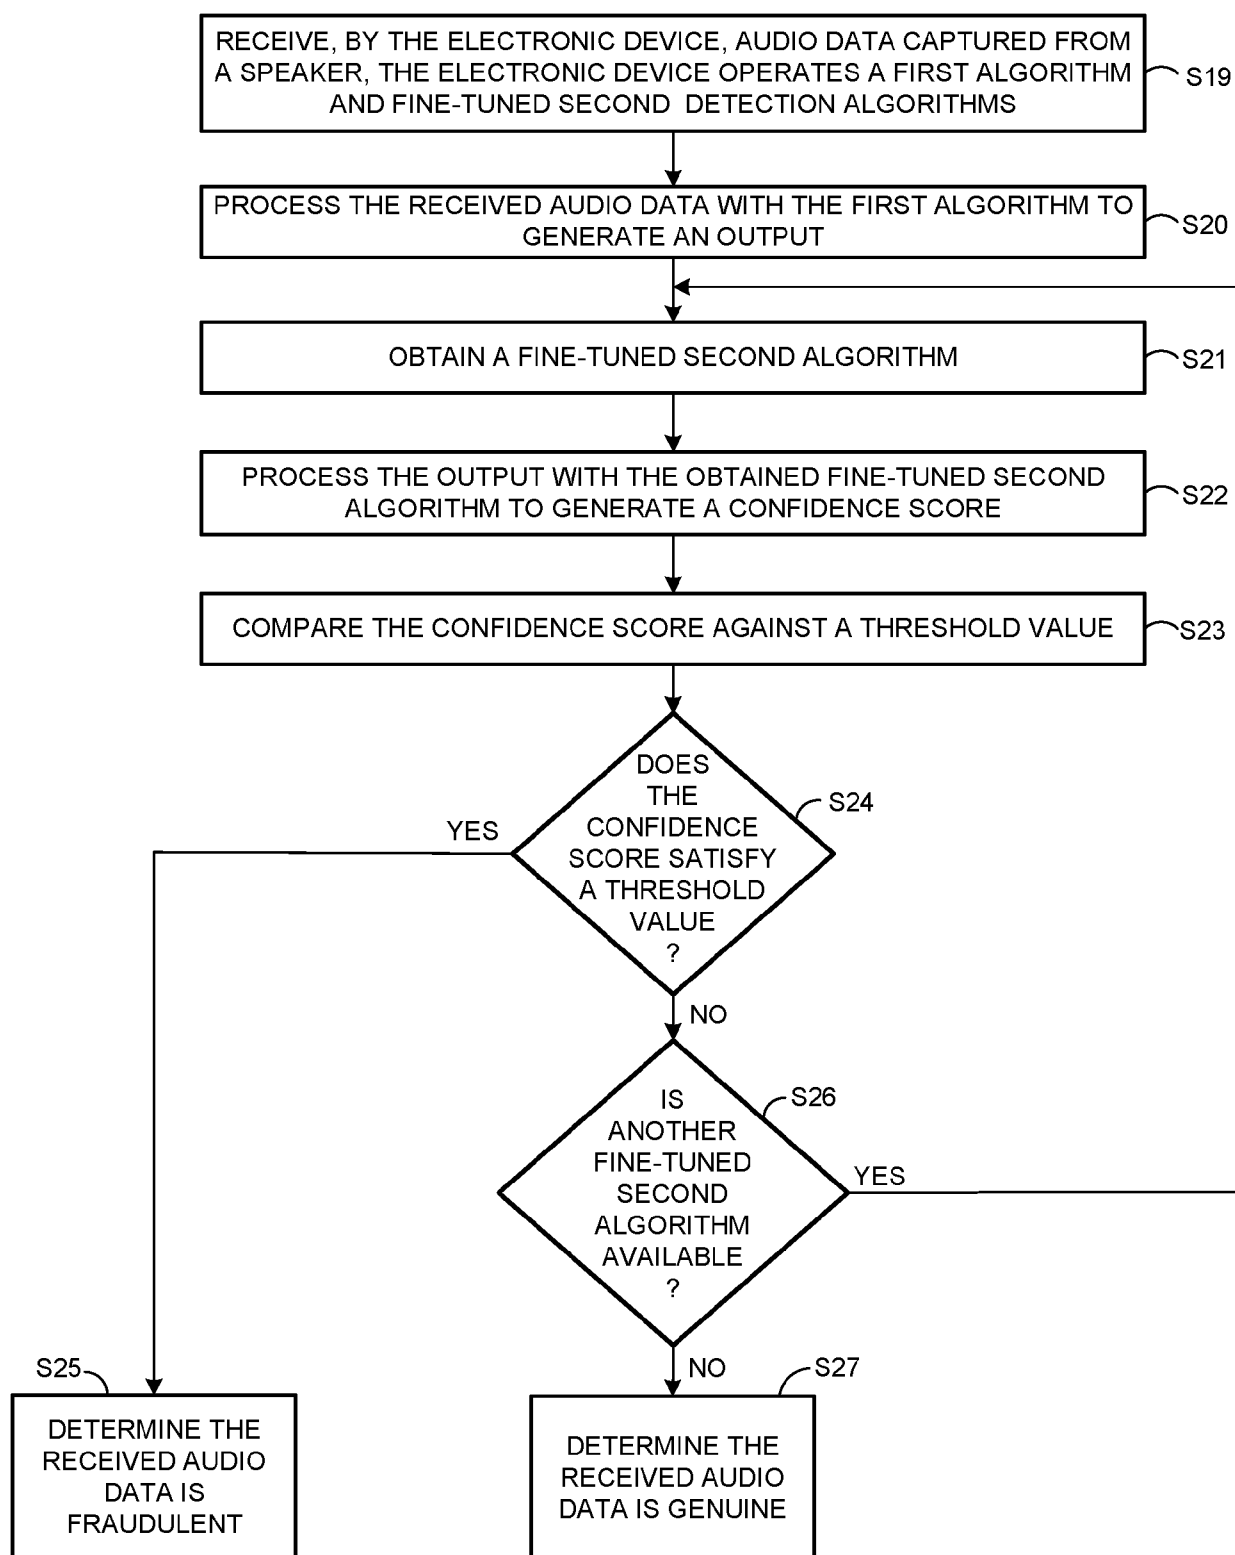 RECEIVE, BY THE ELECTRONIC DEVICE, AUDIO DATA CAPTURED FROM
A SPEAKER, THE ELECTRONIC DEVICE OPERATES A FIRST ALGORITHM
AND FINE-TUNED SECOND DETECTION ALGORITHMS
S19
PROCESS THE RECEIVED AUDIO DATA WITH THE FIRST ALGORITHM TO
GENERATE AN OUTPUT
S20
OBTAIN A FINE-TUNED SECOND ALGORITHM
S21
PROCESS THE OUTPUT WITH THE OBTAINED FINE-TUNED SECOND
ALGORITHM TO GENERATE A CONFIDENCE SCORE
S22
COMPARE THE CONFIDENCE SCORE AGAINST A THRESHOLD VALUE
S23
DOES
THE
CONFIDENCE
SCORE SATISFY
A THRESHOLD
VALUE
?
S24
YES
NO
IS
ANOTHER
FINE-TUNED
SECOND
ALGORITHM
AVAILABLE
?
S26
YES
NO
S25
DETERMINE THE
RECEIVED AUDIO
DATA IS
FRAUDULENT
S27
DETERMINE THE
RECEIVED AUDIO
DATA IS GENUINE